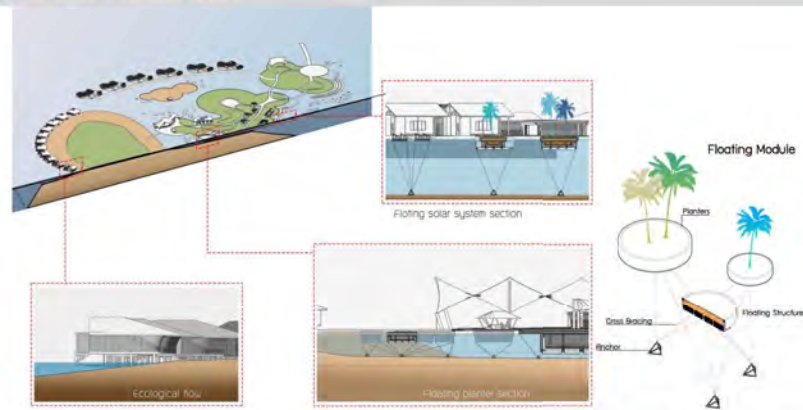 Floting solar system section
Floating Module
Planters
Floating Structure
Cross Bracing
Anchor
Ecological flow
Floating planter section